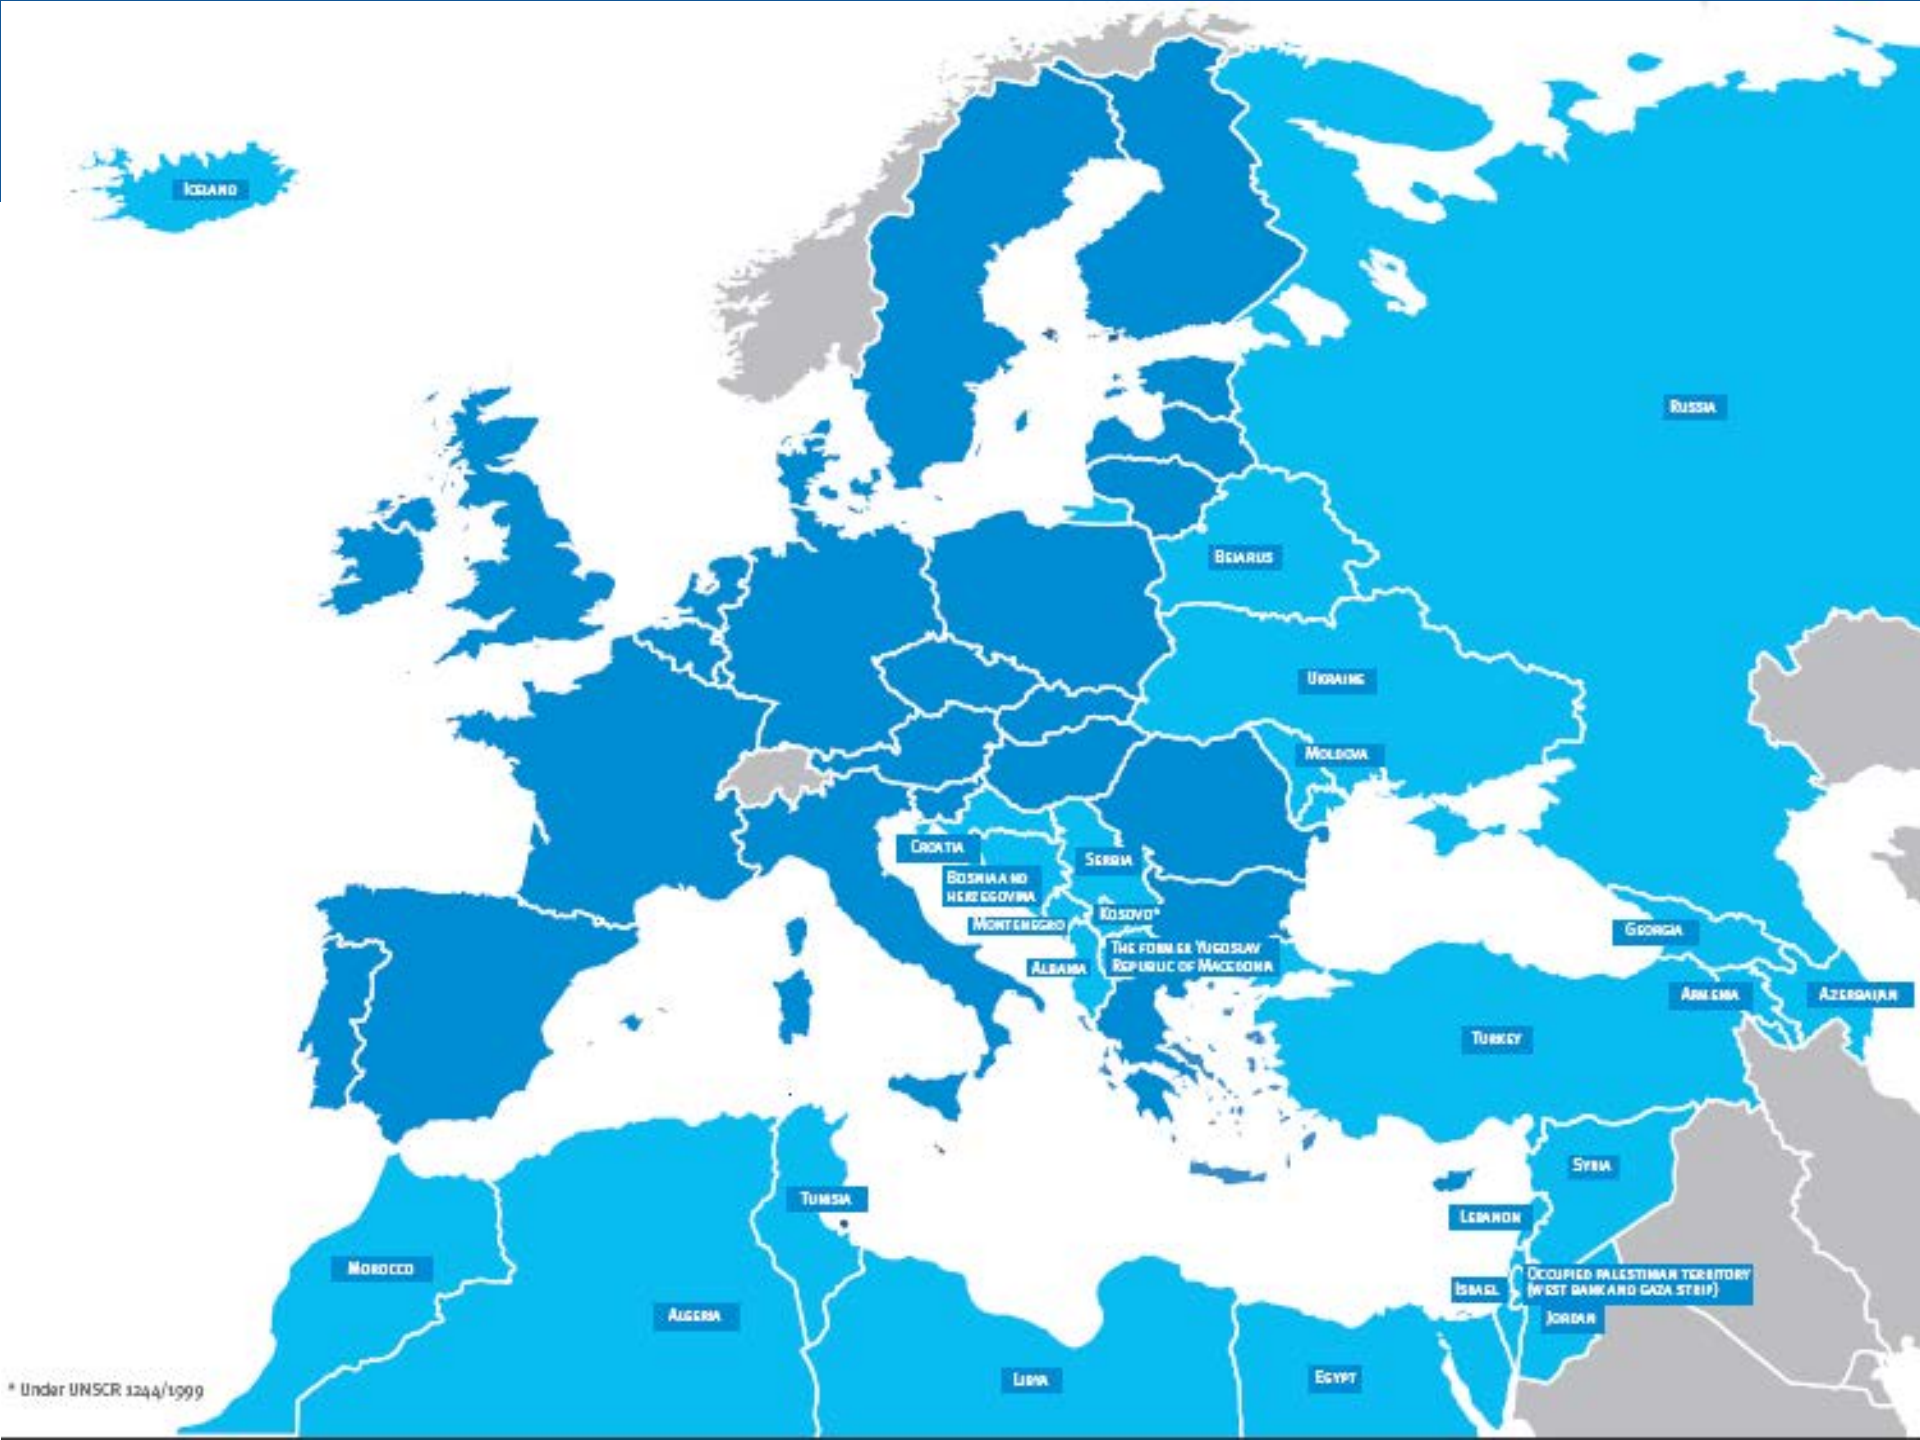 ICELAND
RUSSIA
BELARUS
UKRAINE
MOLDOVA
CROATIA
SERBIA
BOSNIA AND
HERZEGOVINA
KOSOVO*
MONTENEGRO
GEORGIA
THE FORMER YUGOSLAV
REPUBLIC OF MACEDONIA
ALBANIA
ARMENIA
AZERBAIJAN
TURKEY
SYRIA
TUNISIA
LEBANON
MOROCCO
OCCUPIED PALESTINIAN TERRITORY
(WEST BANK AND GAZA STRIP)
ISRAEL
JORDAN
ALGERIA
LIBYA
EGYPT
* Under UNSCR 1244/1999